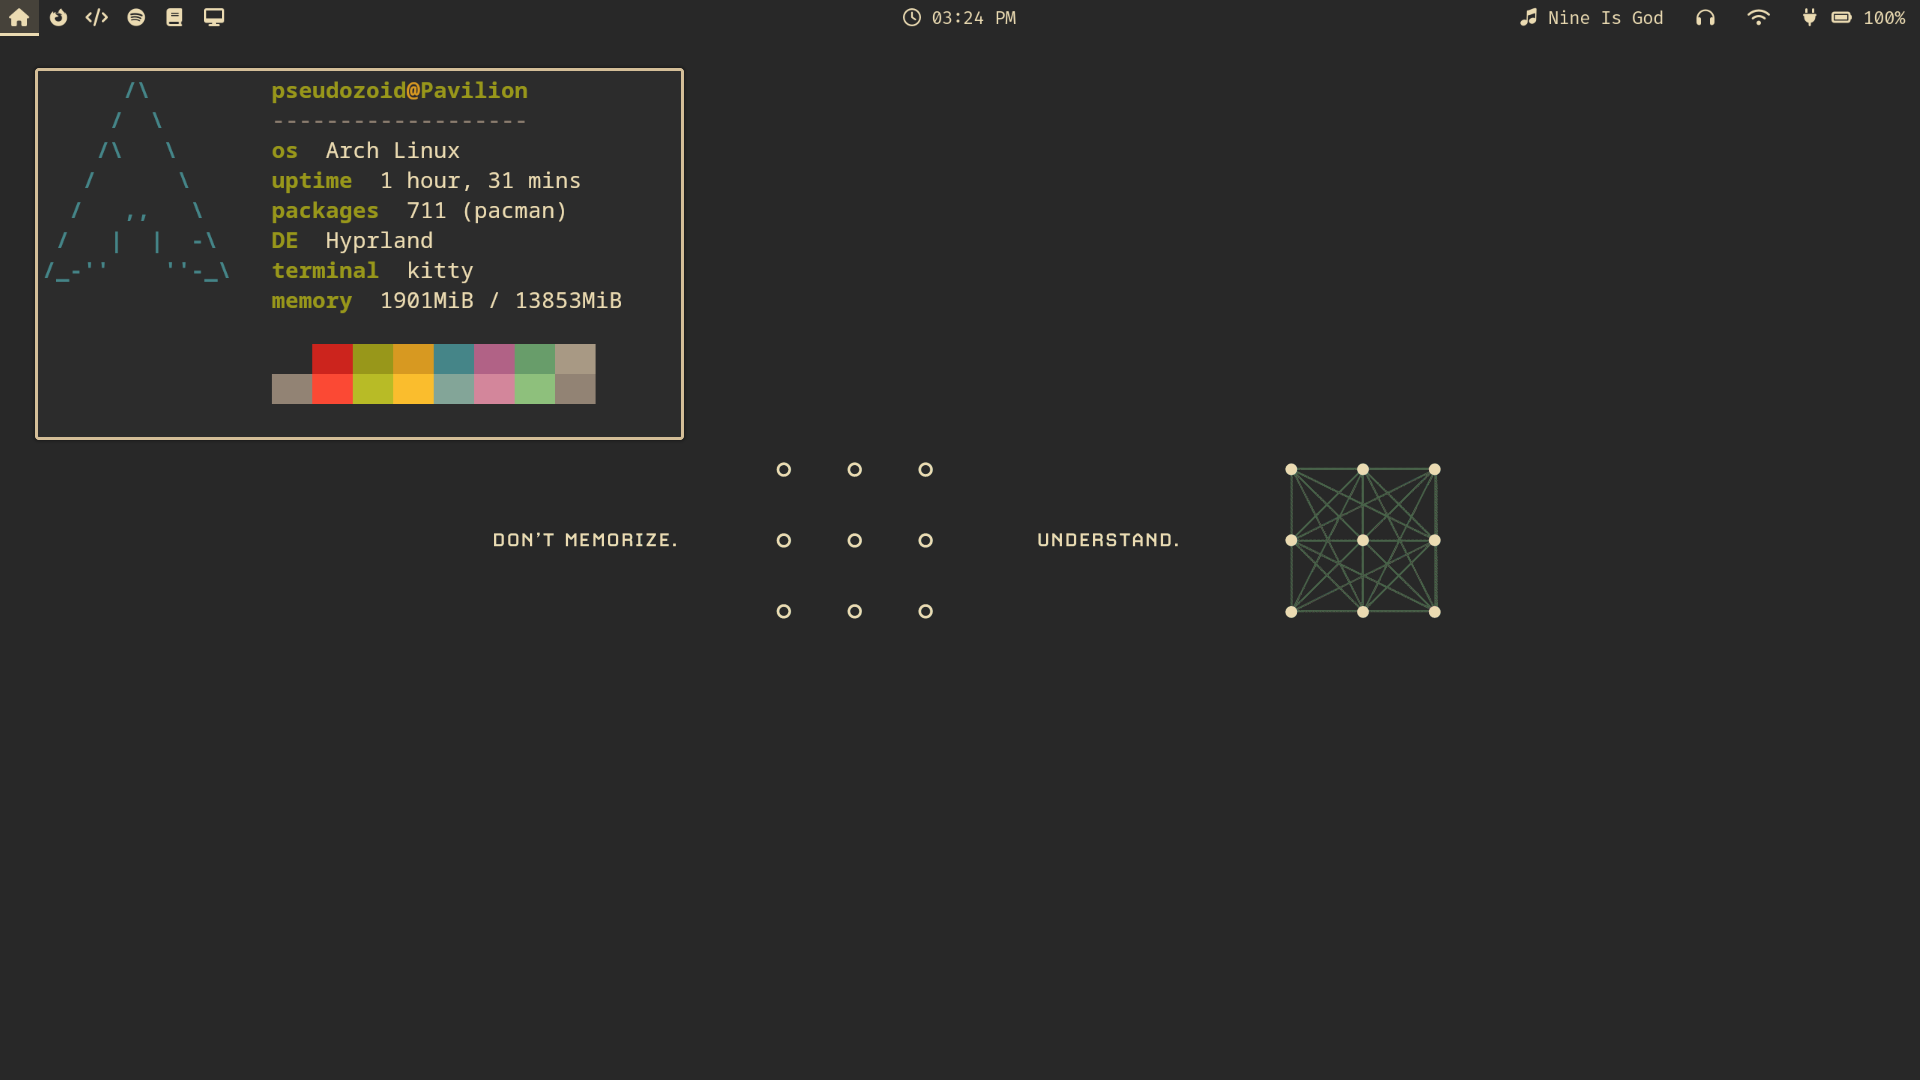 03:24 PM
Nine Is God
100%
pseudozoid@Pavilion
-------------------
os  Arch Linux
uptime  1 hour, 31 mins
packages  711 (pacman)
DE  Hyprland
terminal  kitty
memory  1901MiB / 13853MiB
DON'T MEMORIZE.
UNDERSTAND.